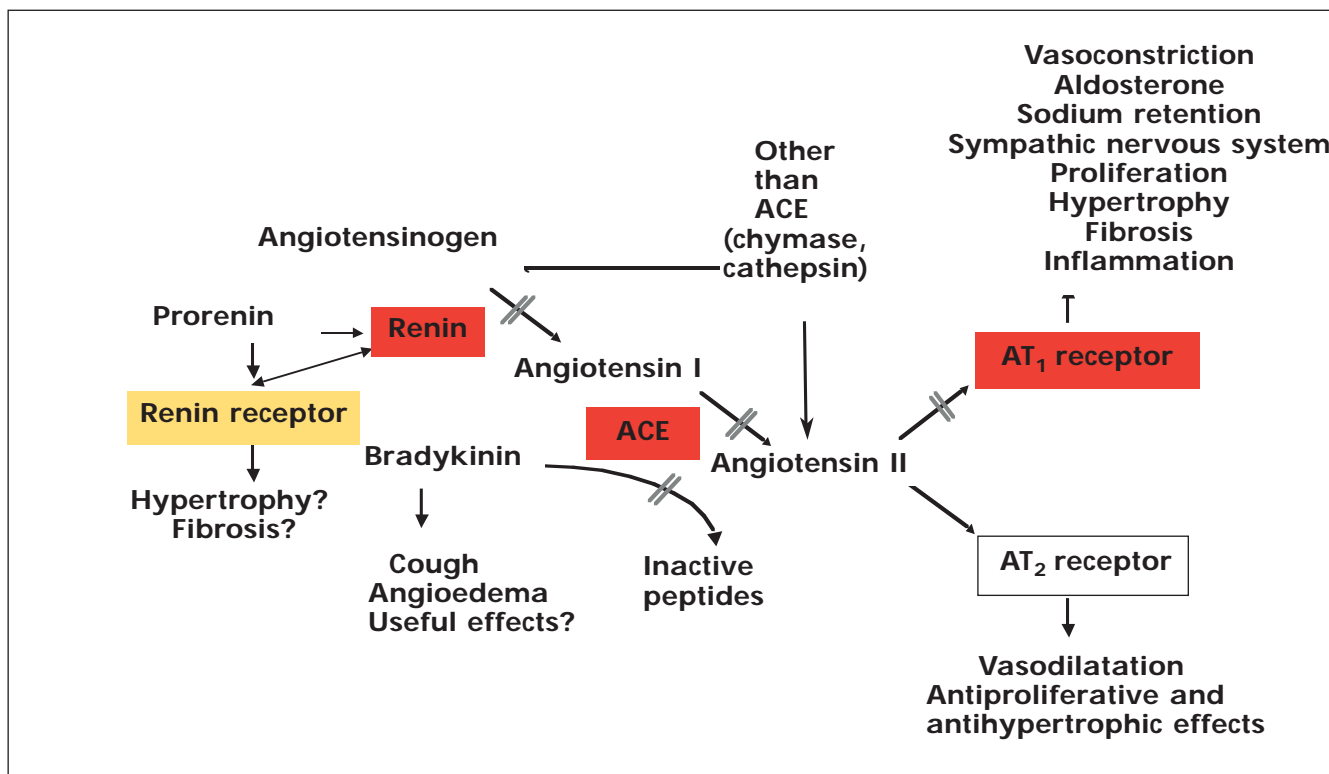 Vasoconstriction
Aldosterone
Sodium retention
Sympathic nervous system
Proliferation
Hypertrophy
Fibrosis
Inflammation
Other
than
ACE
(chymase,
cathepsin)
Angiotensinogen
Prorenin
Renin
Angiotensin I
AT₁ receptor
Renin receptor
ACE
Bradykinin
Angiotensin II
Hypertrophy?
Fibrosis?
Cough
Angioedema
Useful effects?
Inactive
peptides
AT₂ receptor
Vasodilatation
Antiproliferative and
antihypertrophic effects